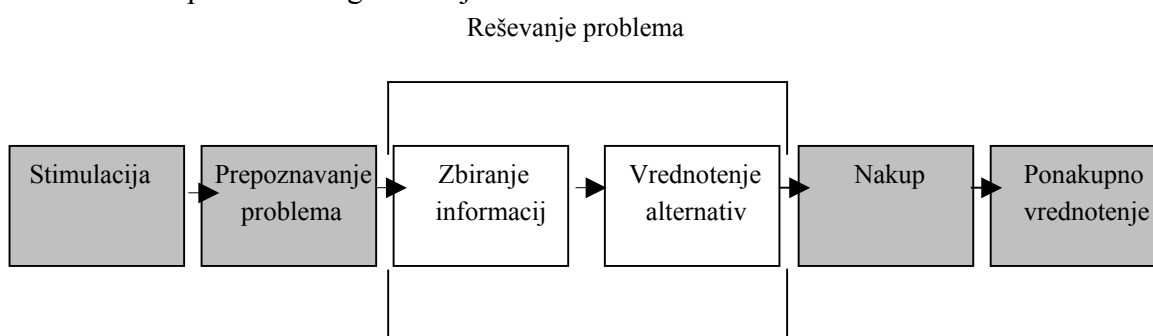 Reševanje problema
Stimulacija
Prepoznavanje
problema
Zbiranje
informacij
Vrednotenje
alternativ
Nakup
Ponakupno
vrednotenje